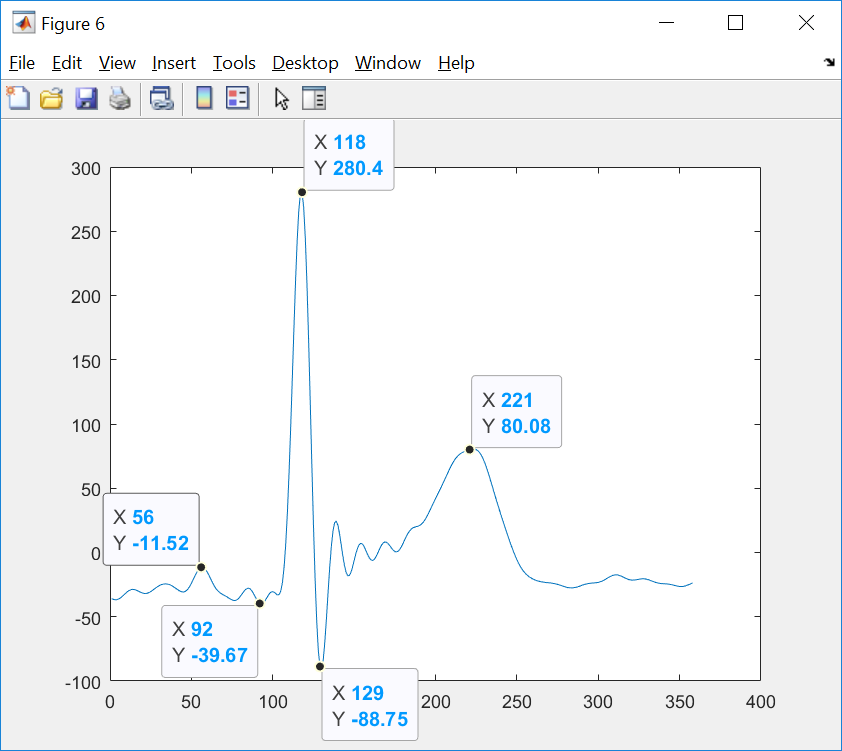 Figure 6
File Edit View Insert Tools Desktop Window Help
X 118
Y 280.4
300
250
200
150
100
50
0
-50
-100
X 221
Y 80.08
X 56
Y -11.52
X 92
Y -39.67
X 129
Y -88.75
0 50 100 200 250 300 350 400